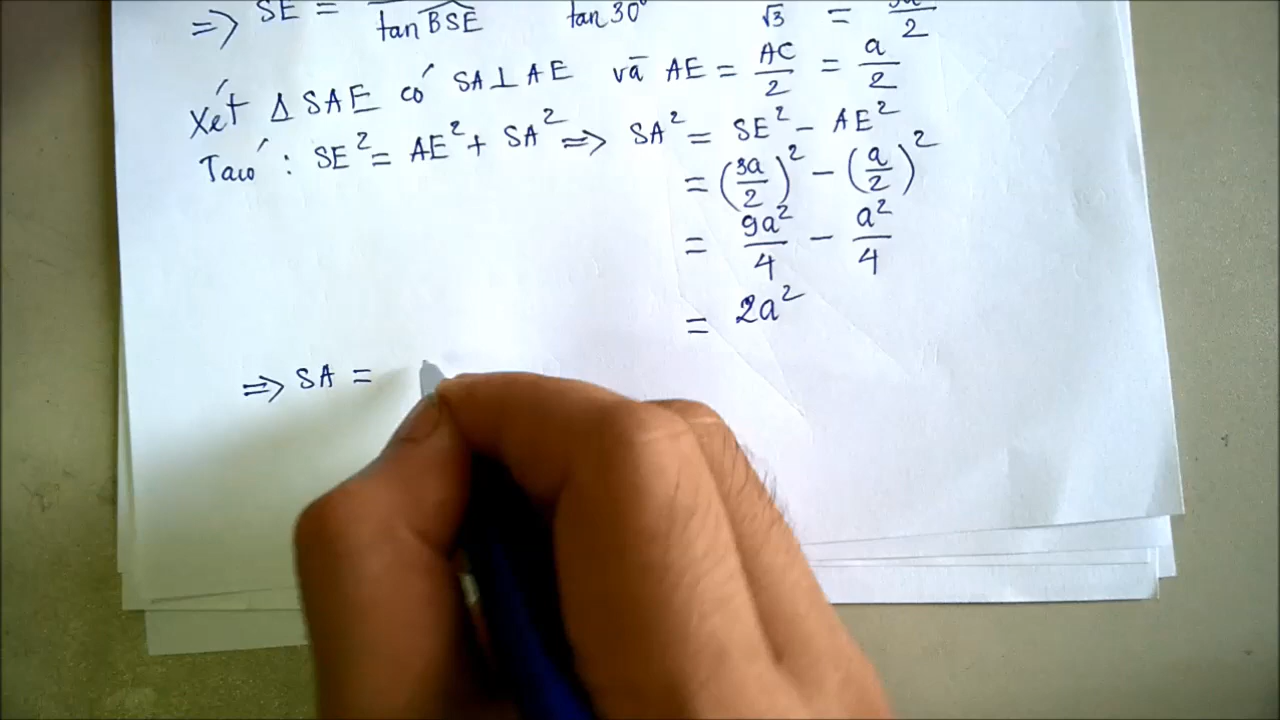 => SE = / tan BSE tan 30° √3 = 2
Xét Δ SAE có SA ⊥ AE và AE = AC/2 = a/2
Ta có : SE² = AE² + SA² => SA² = SE² - AE²
= (3a/2)² - (a/2)²
= 9a²/4 - a²/4
= 2a²
=> SA =